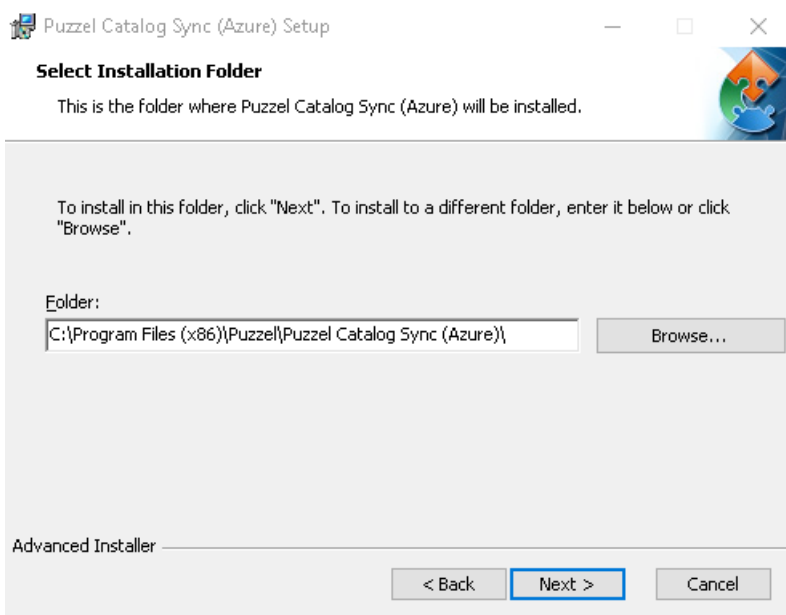 Puzzel Catalog Sync (Azure) Setup
Select Installation Folder
This is the folder where Puzzel Catalog Sync (Azure) will be installed.
To install in this folder, click "Next". To install to a different folder, enter it below or click
"Browse".
Folder:
C:\Program Files (x86)\Puzzel\Puzzel Catalog Sync (Azure)\
Browse...
Advanced Installer
< Back
Next >
Cancel